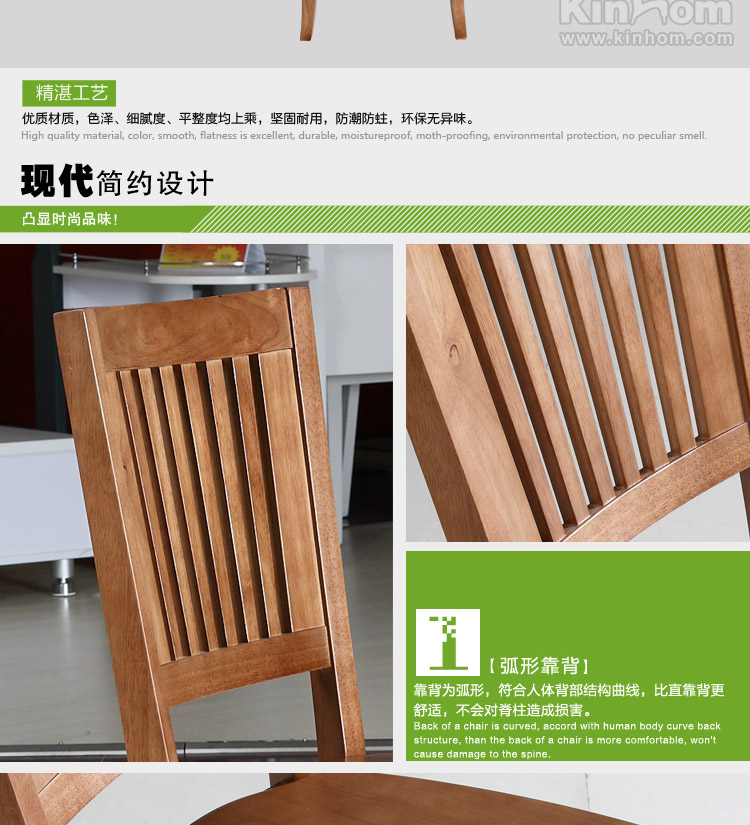 Kinhom
www.kinhom.com
精湛工艺
优质材质，色泽、细腻度、平整度均上乘，坚固耐用，防潮防蛀，环保无异味。
High quality material, color, smooth, flatness is excellent, durable, moistureproof, moth-proofing, environmental protection, no peculiar smell.
现代简约设计
凸显时尚品味！
【弧形靠背】
靠背为弧形，符合人体背部结构曲线，比直靠背更
舒适，不会对脊柱造成损害。
Back of a chair is curved, accord with human body curve back
structure, than the back of a chair is more comfortable, won't
cause damage to the spine.